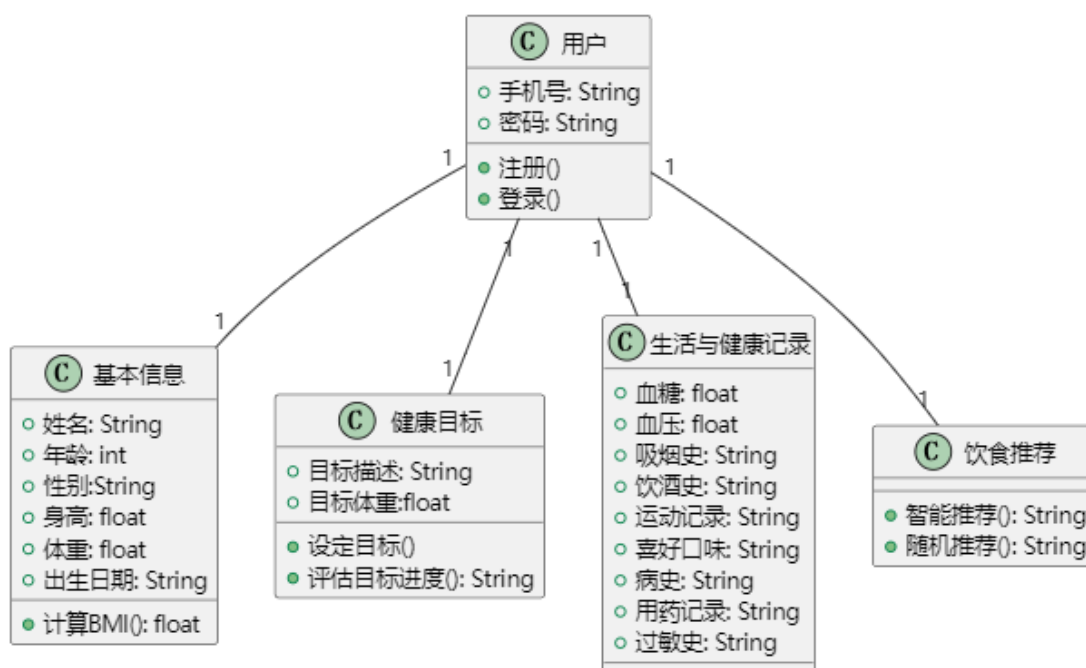 C 用户
手机号: String
密码: String
注册()
登录()
1
1
1
1
1
1
1
1
C 基本信息
姓名: String
年龄: int
性别:String
身高: float
体重: float
出生日期: String
计算BMI(): float
C 健康目标
目标描述: String
目标体重:float
设定目标()
评估目标进度(): String
C 生活与健康记录
血糖: float
血压: float
吸烟史: String
饮酒史: String
运动记录: String
喜好口味: String
病史: String
用药记录: String
过敏史: String
C 饮食推荐
智能推荐(): String
随机推荐(): String